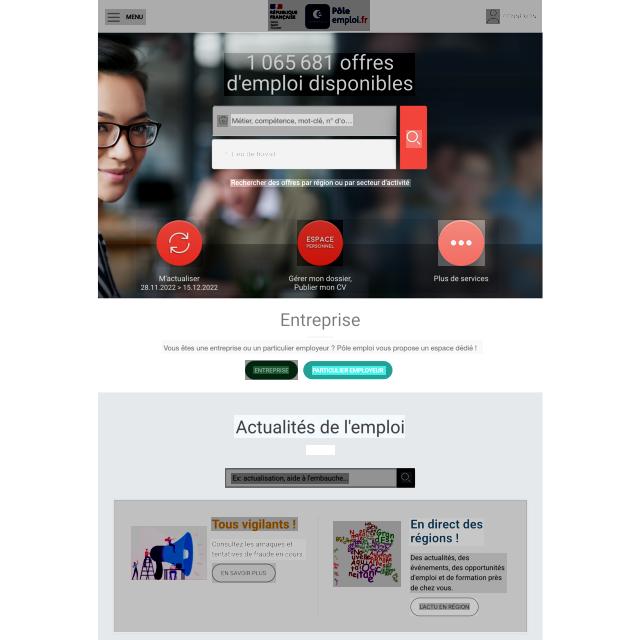 MENU
RÉPUBLIQUE
FRANÇAISE
Pôle
emploi.fr
CONNEXION
1 065 681 offres
d'emploi disponibles
Métier, compétence, mot-clé, n° d'o...
Lieu de travail
Rechercher des offres par région ou par secteur d'activité
ESPACE
PERSONNEL
M'actualiser
28.11.2022 > 15.12.2022
Gérer mon dossier,
Publier mon CV
Plus de services
Entreprise
Vous êtes une entreprise ou un particulier employeur ? Pôle emploi vous propose un espace dédié !
ENTREPRISE
PARTICULIER EMPLOYEUR
Actualités de l'emploi
Ex: actualisation, aide à l'embauche...
Tous vigilants !
Consultez les arnaques et
tentatives de fraude en cours.
EN SAVOIR PLUS
En direct des
régions !
Des actualités, des
événements, des opportunités
d'emploi et de formation près
de chez vous.
L'ACTU EN RÉGION